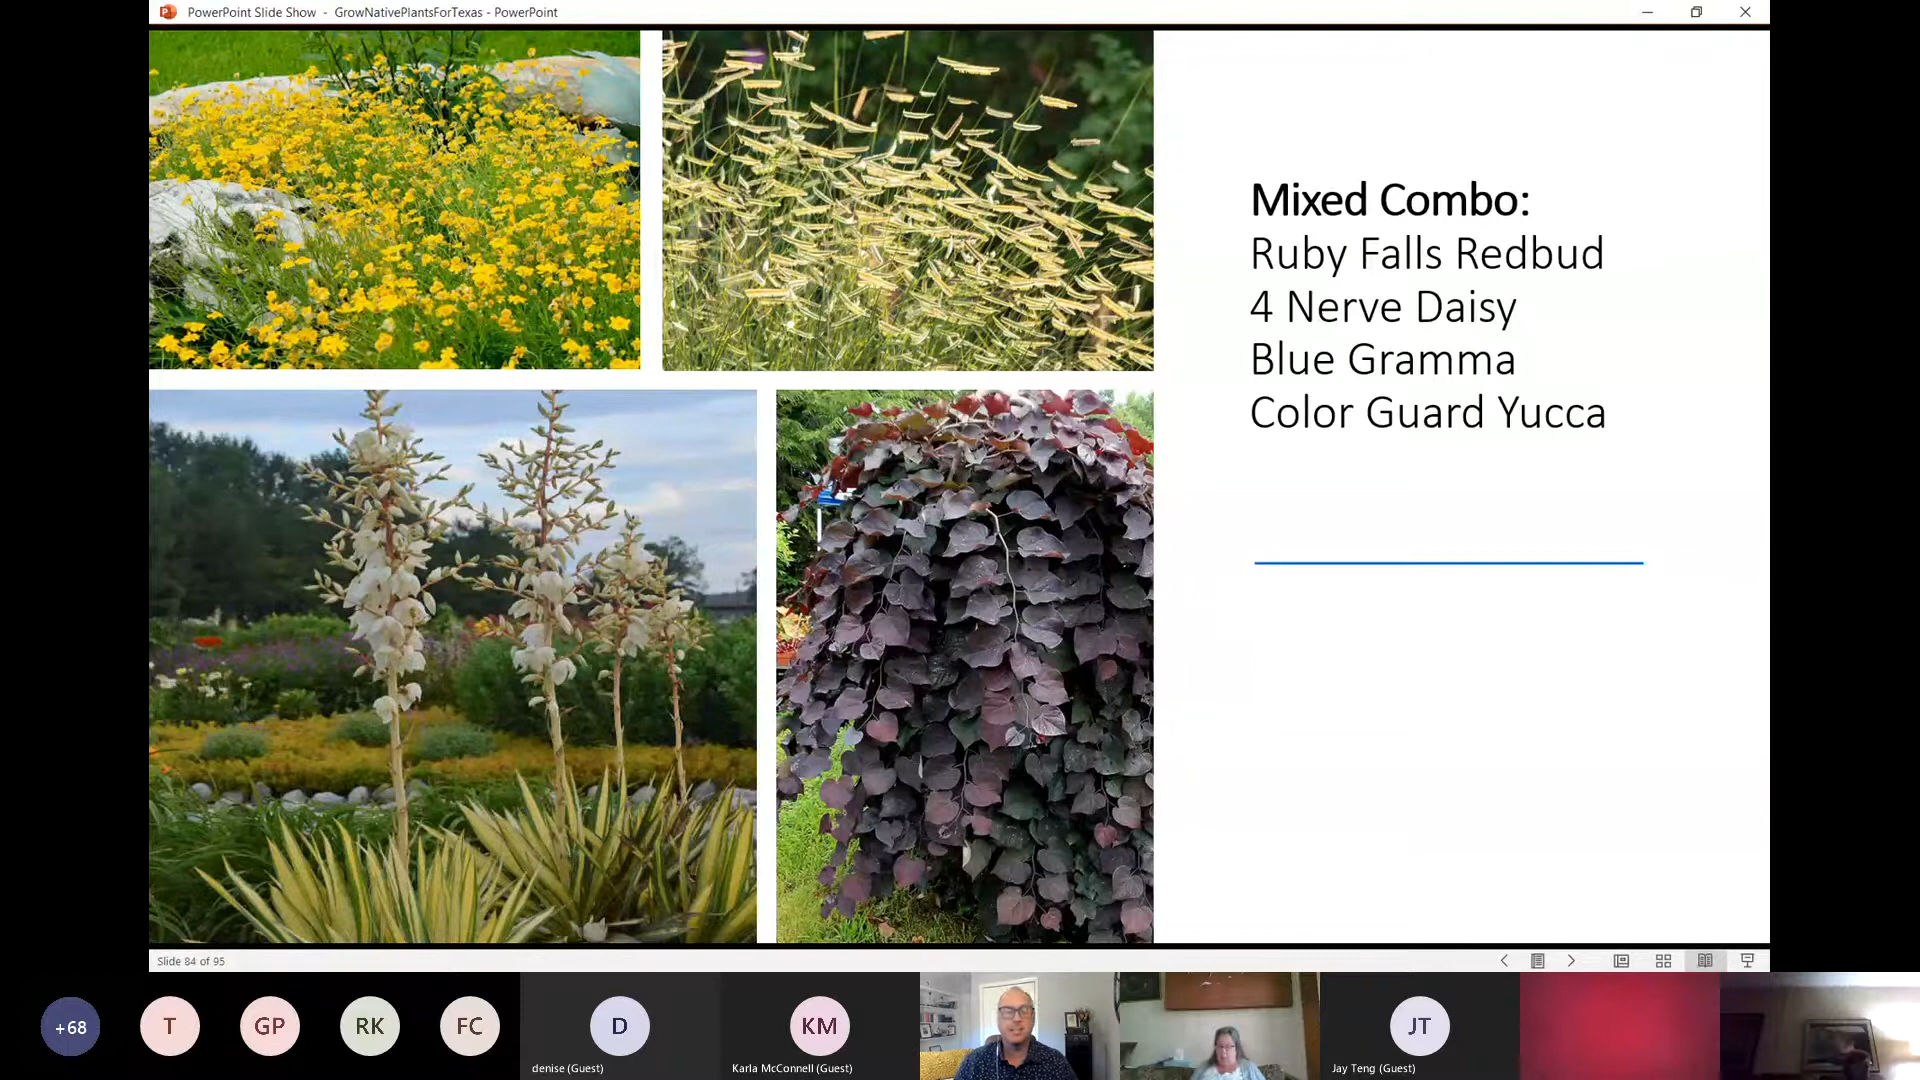 PowerPoint Slide Show - GrowNativePlantsForTexas - PowerPoint
Mixed Combo:
Ruby Falls Redbud
4 Nerve Daisy
Blue Gramma
Color Guard Yucca
Slide 84 of 95
+68
T
GP
RK
FC
D
denise (Guest)
KM
Karla McConnell (Guest)
JT
Jay Teng (Guest)